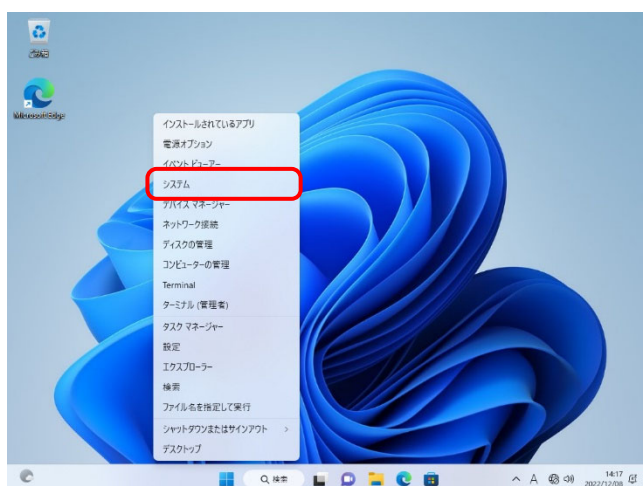 ごみ箱
Microsoft Edge
インストールされているアプリ
電源オプション
イベント ビューアー
システム
デバイス マネージャー
ネットワーク接続
ディスクの管理
コンピューターの管理
Terminal
ターミナル (管理者)
タスク マネージャー
設定
エクスプローラー
検索
ファイル名を指定して実行
シャットダウンまたはサインアウト
デスクトップ
検索
A
14:17
2022/12/08